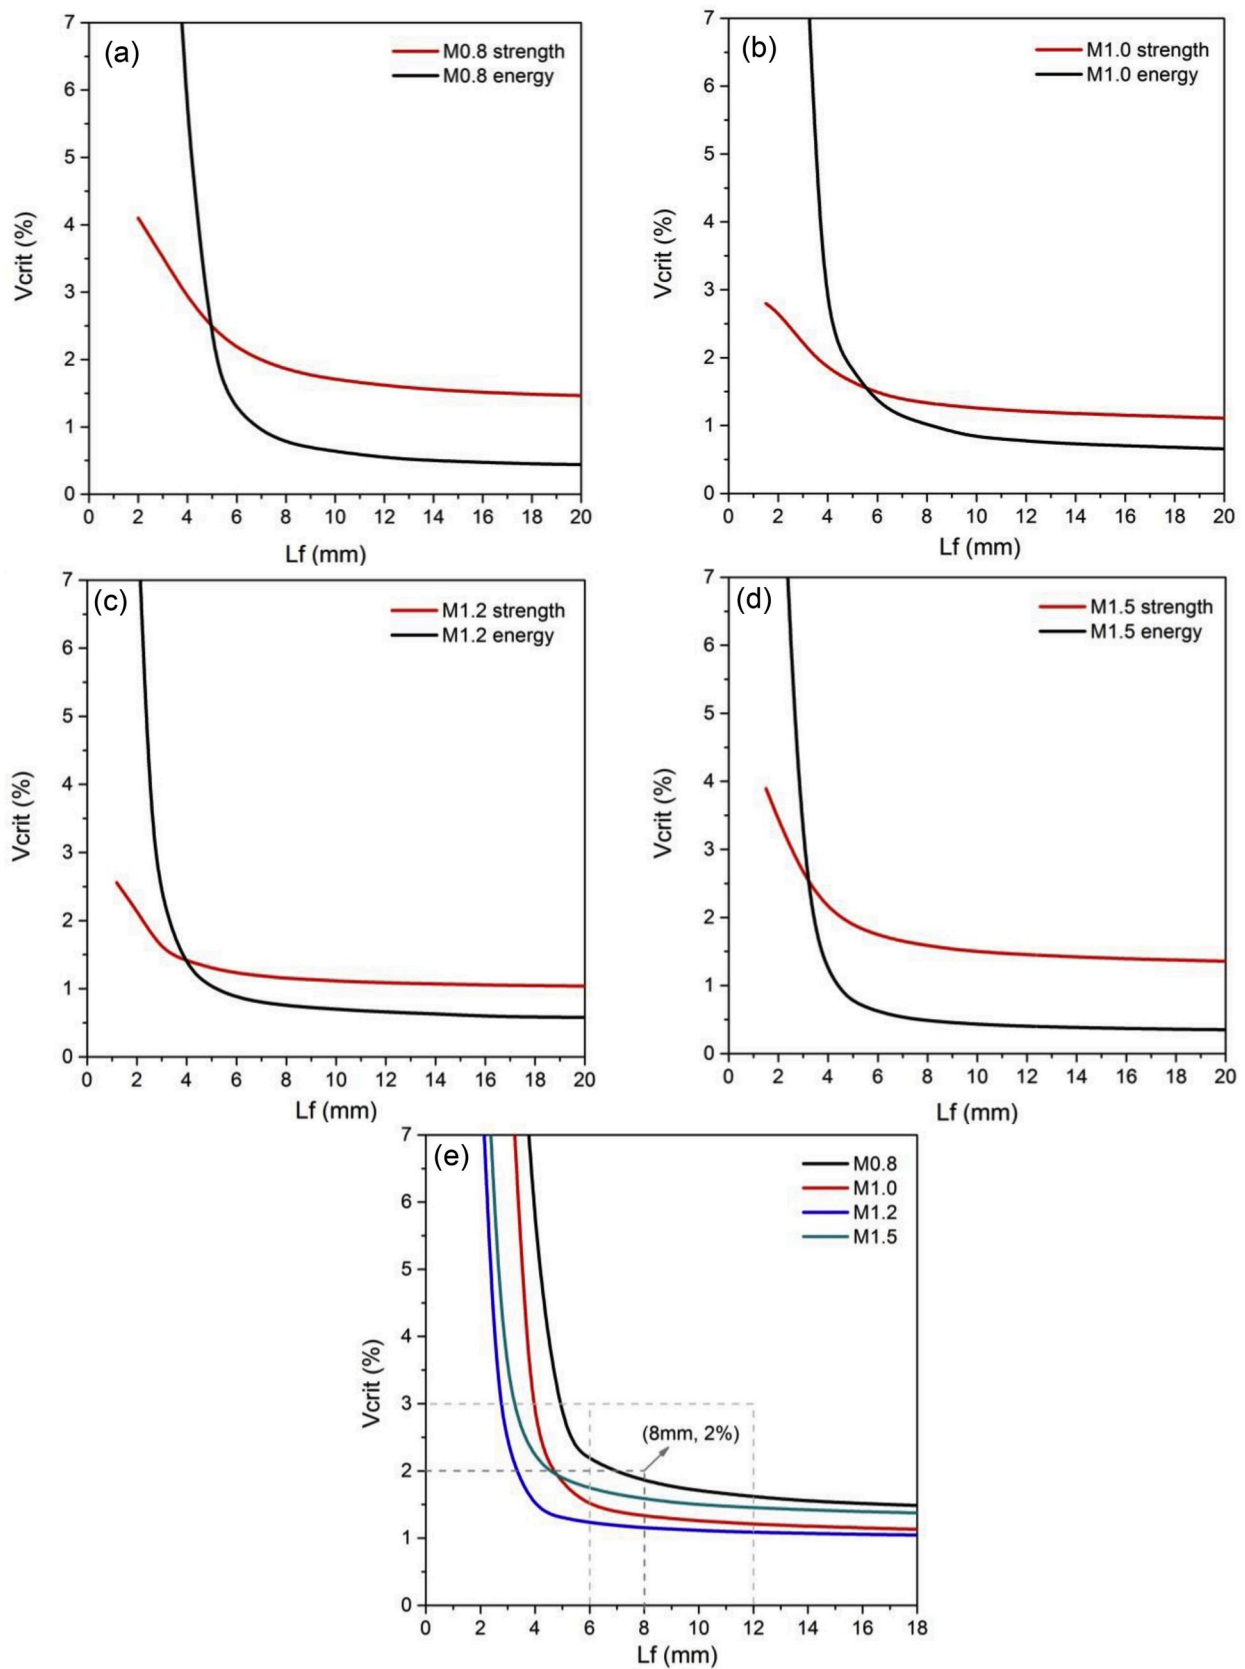 (a)
M0.8 strength
M0.8 energy
7
6
5
4
3
2
1
0
Vcrit (%)
0 2 4 6 8 10 12 14 16 18 20
Lf (mm)
(b)
M1.0 strength
M1.0 energy
7
6
5
4
3
2
1
0
Vcrit (%)
0 2 4 6 8 10 12 14 16 18 20
Lf (mm)
(c)
M1.2 strength
M1.2 energy
7
6
5
4
3
2
1
0
Vcrit (%)
0 2 4 6 8 10 12 14 16 18 20
Lf (mm)
(d)
M1.5 strength
M1.5 energy
7
6
5
4
3
2
1
0
Vcrit (%)
0 2 4 6 8 10 12 14 16 18 20
Lf (mm)
(e)
M0.8
M1.0
M1.2
M1.5
7
6
5
4
3
2
1
0
Vcrit (%)
(8mm, 2%)
0 2 4 6 8 10 12 14 16 18
Lf (mm)